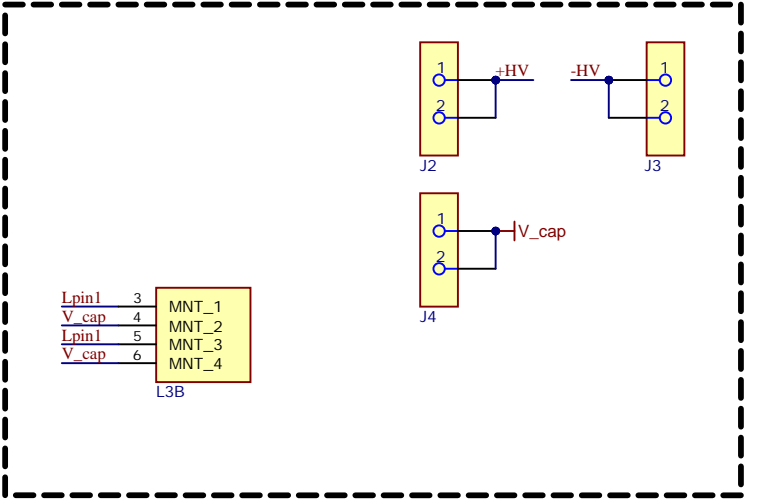 1 +HV -HV 1
2 2
J2 J3
1
V_cap
2
J4
Lpin1 3 MNT_1
V_cap 4 MNT_2
Lpin1 5 MNT_3
V_cap 6 MNT_4
L3B